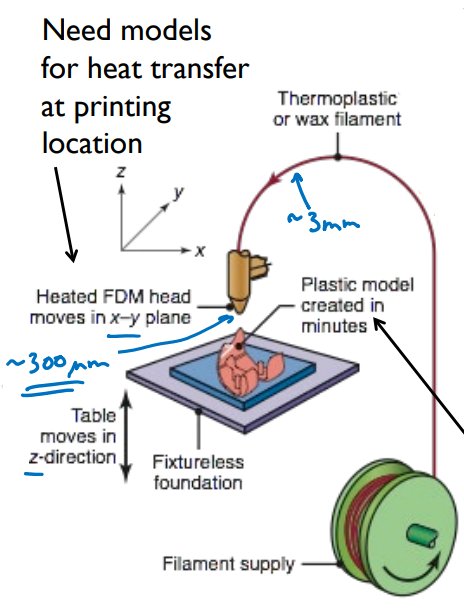 Need models
for heat transfer
at printing
location
Thermoplastic
or wax filament
z
y
x
~3mm
Heated FDM head
moves in x–y plane
Plastic model
created in
minutes
~300 μm
Table
moves in
z-direction
Fixtureless
foundation
Filament supply